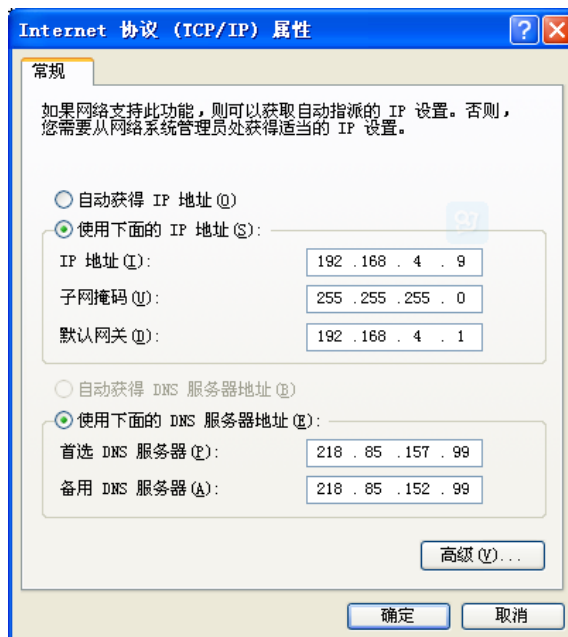 Internet 协议 (TCP/IP) 属性
常规
如果网络支持此功能,则可以获取自动指派的 IP 设置。否则,
您需要从网络系统管理员处获得适当的 IP 设置。
自动获得 IP 地址(O)
使用下面的 IP 地址(S):
IP 地址(I): 192 .168 . 4 . 9
子网掩码(U): 255 .255 .255 . 0
默认网关(D): 192 .168 . 4 . 1
自动获得 DNS 服务器地址(B)
使用下面的 DNS 服务器地址(E):
首选 DNS 服务器(P): 218 . 85 .157 . 99
备用 DNS 服务器(A): 218 . 85 .152 . 99
高级(V)...
确定 取消